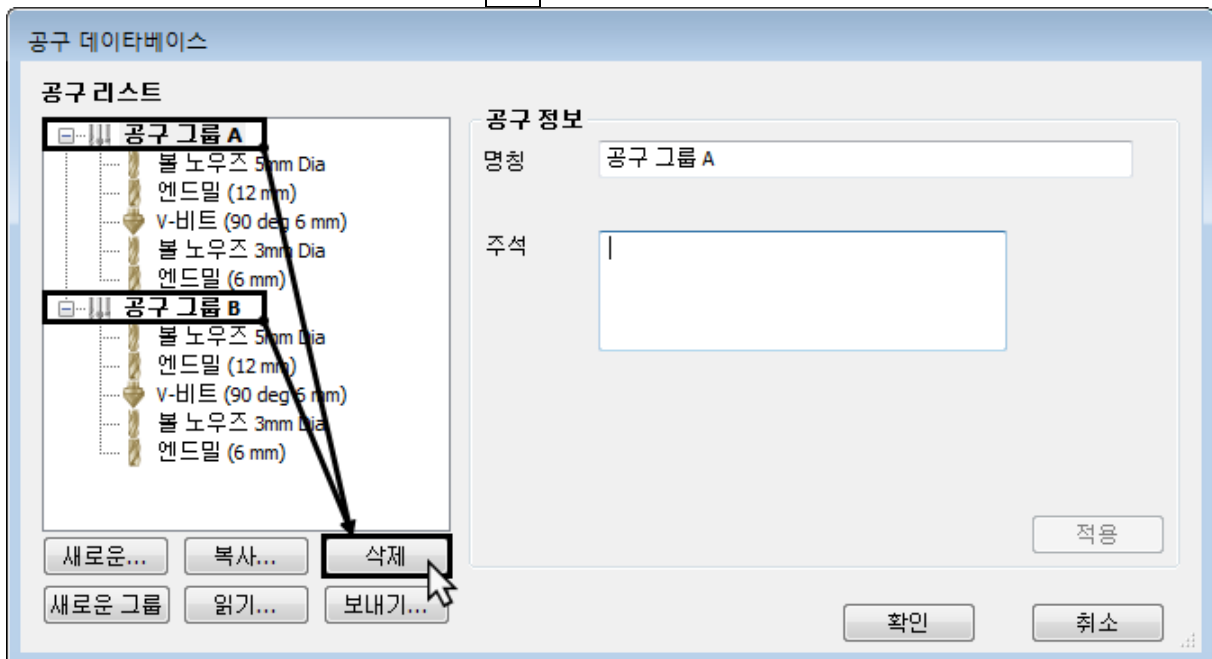 공구 데이타베이스
공구 리스트
공구 그룹 A
볼 노우즈 5mm Dia
엔드밀 (12 mm)
V-비트 (90 deg 6 mm)
볼 노우즈 3mm Dia
엔드밀 (6 mm)
공구 그룹 B
볼 노우즈 5mm Dia
엔드밀 (12 mm)
V-비트 (90 deg 6 mm)
볼 노우즈 3mm Dia
엔드밀 (6 mm)
새로운... 복사... 삭제
새로운 그룹 읽기... 보내기...
공구 정보
명칭 공구 그룹 A
주석
적용
확인 취소